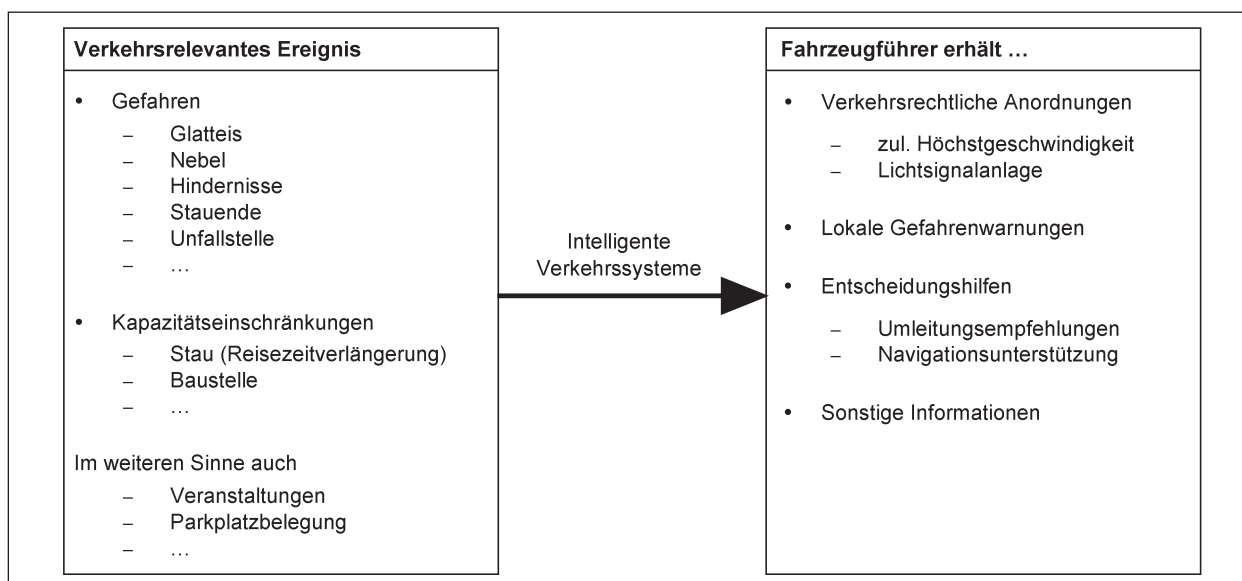 Verkehrsrelevantes Ereignis
• Gefahren
– Glatteis
– Nebel
– Hindernisse
– Stauende
– Unfallstelle
– …
• Kapazitätseinschränkungen
– Stau (Reisezeitverlängerung)
– Baustelle
– …
Im weiteren Sinne auch
– Veranstaltungen
– Parkplatzbelegung
– …
Intelligente
Verkehrssysteme
Fahrzeugführer erhält …
• Verkehrsrechtliche Anordnungen
– zul. Höchstgeschwindigkeit
– Lichtsignalanlage
• Lokale Gefahrenwarnungen
• Entscheidungshilfen
– Umleitungsempfehlungen
– Navigationsunterstützung
• Sonstige Informationen